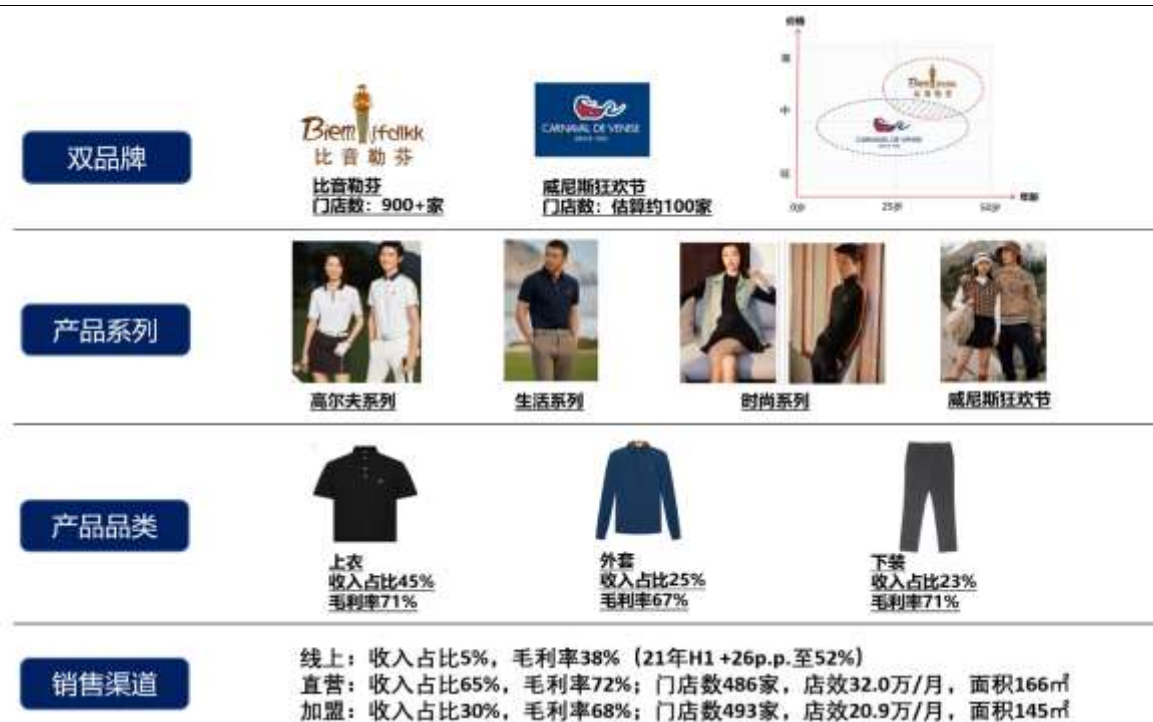 价格
高
Biem lfdlkk
比音勒芬
CARNAVAL DE VENISE
双品牌
中
低
比音勒芬
门店数：900+家
威尼斯狂欢节
门店数：估算约100家
0岁
25岁
50岁
年龄
产品系列
高尔夫系列
生活系列
时尚系列
威尼斯狂欢节
产品品类
上衣
收入占比45%
毛利率71%
外套
收入占比25%
毛利率67%
下装
收入占比23%
毛利率71%
销售渠道
线上：收入占比5%，毛利率38%（21年H1 +26p.p.至52%）
直营：收入占比65%，毛利率72%；门店数486家，店效32.0万/月，面积166㎡
加盟：收入占比30%，毛利率68%；门店数493家，店效20.9万/月，面积145㎡